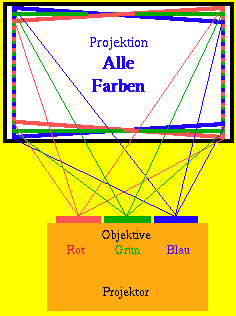 Projektion
Alle
Farben
Objektive
Rot Grün Blau
Projektor